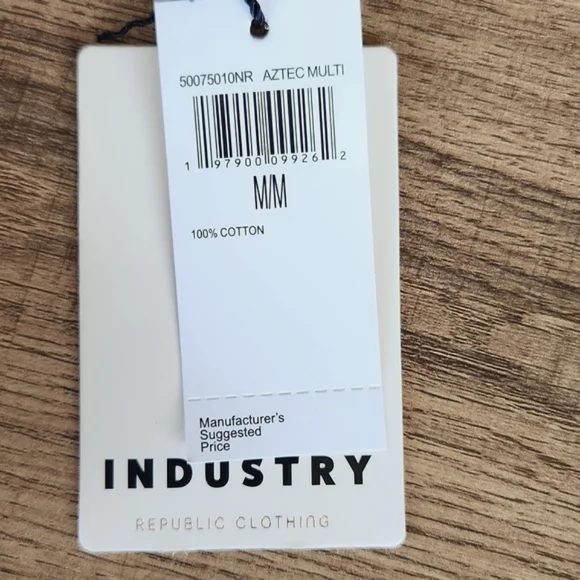 50075010NR AZTEC MULTI
1 97900 09926 2
M/M
100% COTTON
Manufacturer's
Suggested
Price
INDUSTRY
REPUBLIC CLOTHING